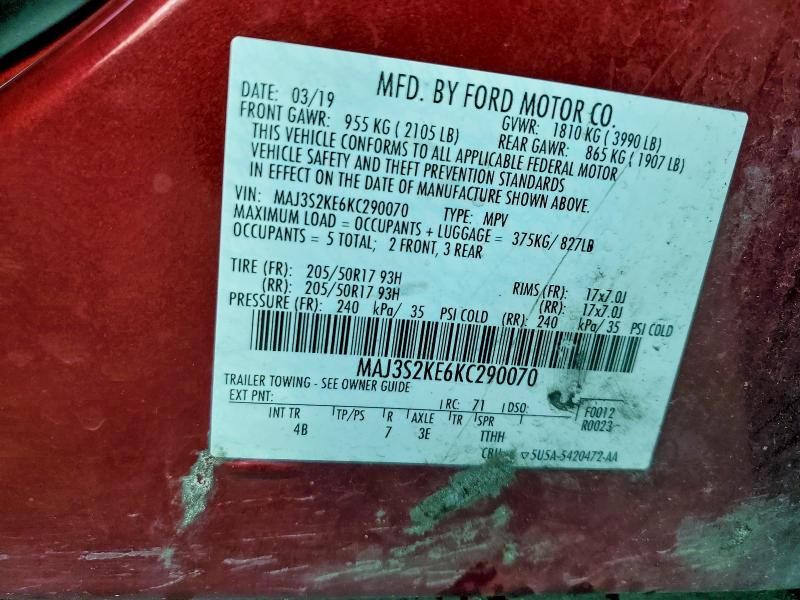 MFD. BY FORD MOTOR CO.
DATE: 03/19 GVWR: 1810 KG ( 3990 LB)
FRONT GAWR: 955 KG ( 2105 LB) REAR GAWR: 865 KG ( 1907 LB)
THIS VEHICLE CONFORMS TO ALL APPLICABLE FEDERAL MOTOR
VEHICLE SAFETY AND THEFT PREVENTION STANDARDS
IN EFFECT ON THE DATE OF MANUFACTURE SHOWN ABOVE.
VIN: MAJ3S2KE6KC290070 TYPE: MPV
MAXIMUM LOAD = OCCUPANTS + LUGGAGE = 375KG/ 827LB
OCCUPANTS = 5 TOTAL; 2 FRONT, 3 REAR
TIRE (FR): 205/50R17 93H RIMS (FR): 17x7.0J
(RR): 205/50R17 93H (RR): 17x7.0J
PRESSURE (FR): 240 kPa/ 35 PSI COLD (RR): 240 kPa/ 35 PSI COLD
MAJ3S2KE6KC290070
TRAILER TOWING - SEE OWNER GUIDE
EXT PNT: RC: 71 DSO: F0012
INT TR TP/PS R AXLE TR SPR R0023
4B 7 3E TTHH
5U5A-5420472-AA